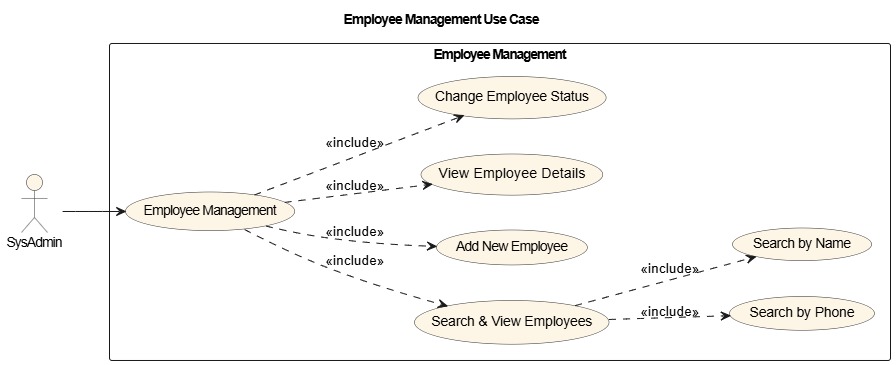 Employee Management Use Case
Employee Management
Change Employee Status
«include»
View Employee Details
«include»
SysAdmin
Employee Management
«include»
Add New Employee
«include»
Search & View Employees
«include»
Search by Name
«include»
Search by Phone